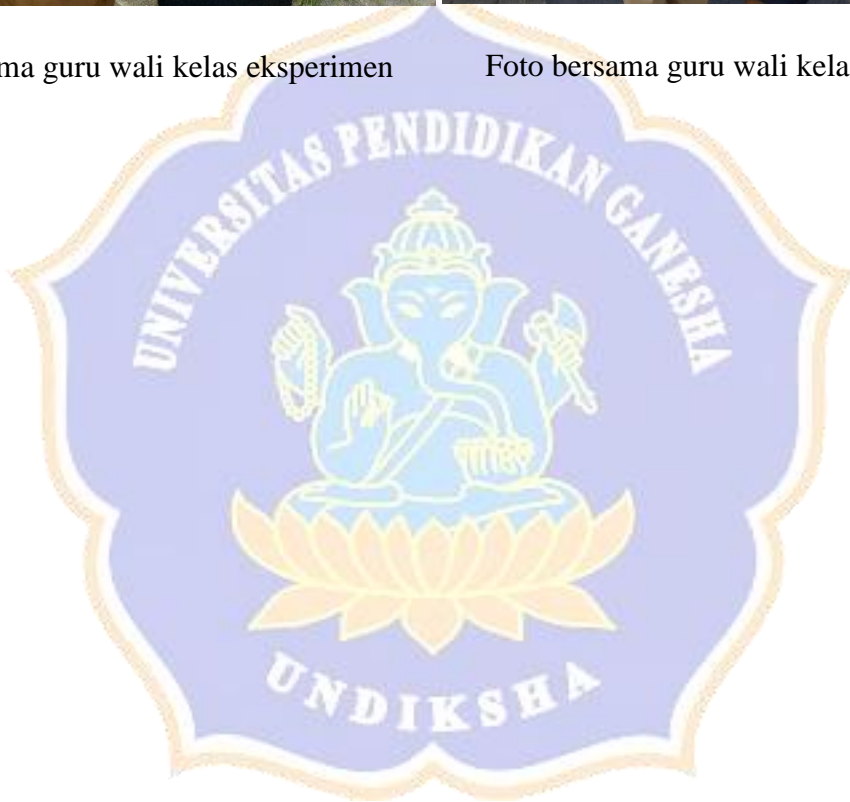 ma guru wali kelas eksperimen
Foto bersama guru wali kela
UNIVERSITAS PENDIDIKAN GANESHA
UNDIKSHA